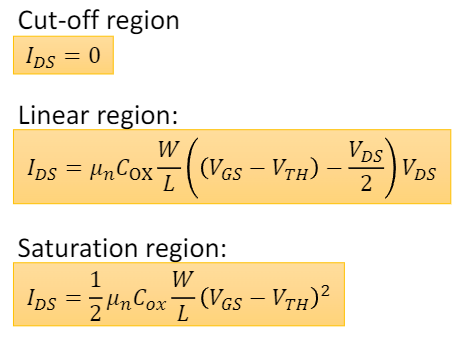 Cut-off region
I_DS = 0
Linear region:
I_DS = μ_n C_OX W/L ((V_GS − V_TH) − V_DS/2) V_DS
Saturation region:
I_DS = 1/2 μ_n C_ox W/L (V_GS − V_TH)²